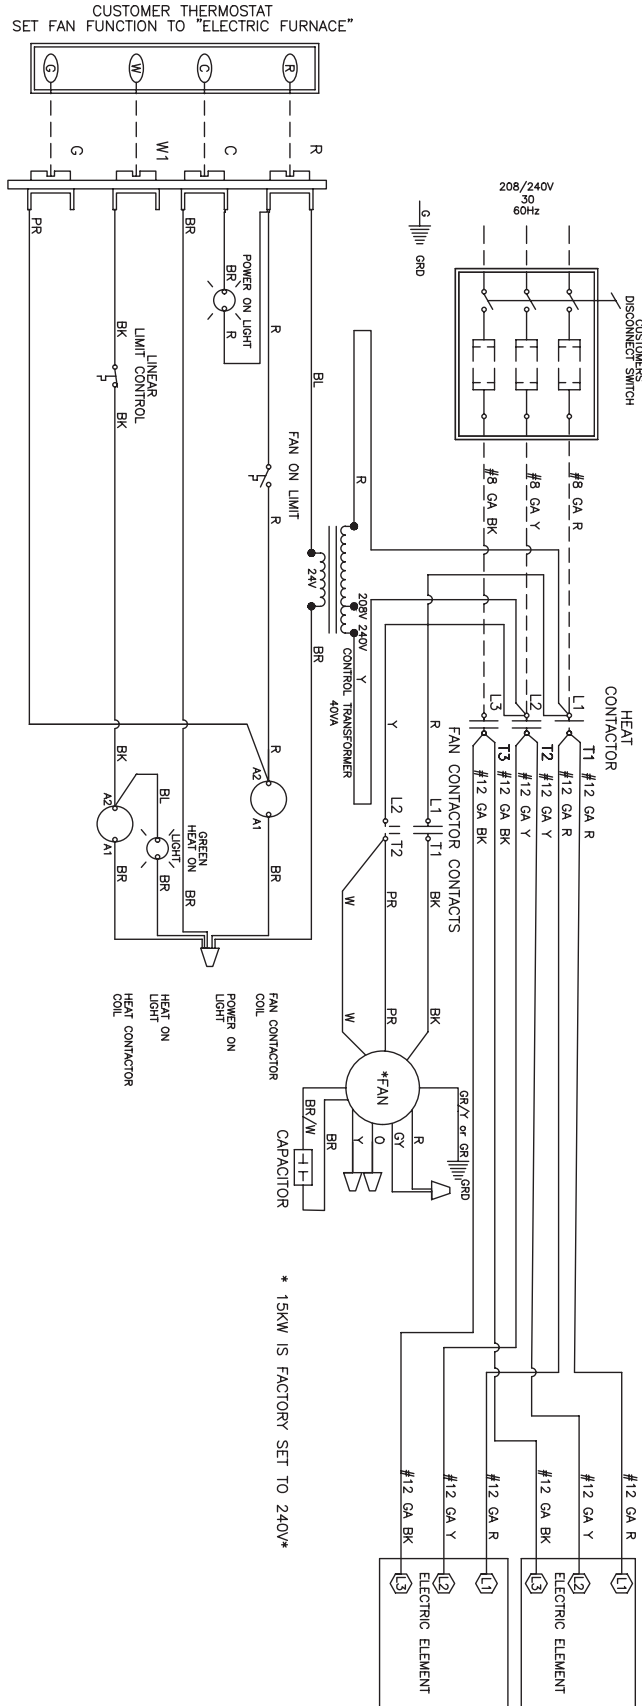 CUSTOMER THERMOSTAT
SET FAN FUNCTION TO "ELECTRIC FURNACE"
G
W
C
R
G
W1
C
R
208/240V
30
60Hz
G
GRD
CUSTOMERS
DISCONNECT SWITCH
PR
BK
BR
BR
R
POWER ON LIGHT
R
BL
LINEAR
LIMIT CONTROL
BK
FAN ON LIMIT
R
R
#8 GA BK
#8 GA Y
#8 GA R
24V
208V 240V
CONTROL TRANSFORMER
40VA
BR
Y
HEAT
CONTACTOR
L3
L2
L1
T3
T2
T1
#12 GA BK
#12 GA BK
#12 GA Y
#12 GA Y
#12 GA R
#12 GA R
Y
R
FAN CONTACTOR CONTACTS
L2
L1
T2
T1
BK
R
A2
A1
A2
A1
BL
GREEN
HEAT ON
LIGHT
BR
BR
BR
BR
W
PR
BK
W
PR
BK
FAN CONTACTOR
COIL
POWER ON
LIGHT
HEAT ON
LIGHT
HEAT CONTACTOR
COIL
*FAN
GR/Y or GR
GRD
BR/W
BR
Y
O
GY
R
CAPACITOR
* 15KW IS FACTORY SET TO 240V*
#12 GA BK
#12 GA Y
#12 GA R
#12 GA BK
#12 GA Y
#12 GA R
L3
L2
L1
L3
L2
L1
ELECTRIC ELEMENT
ELECTRIC ELEMENT